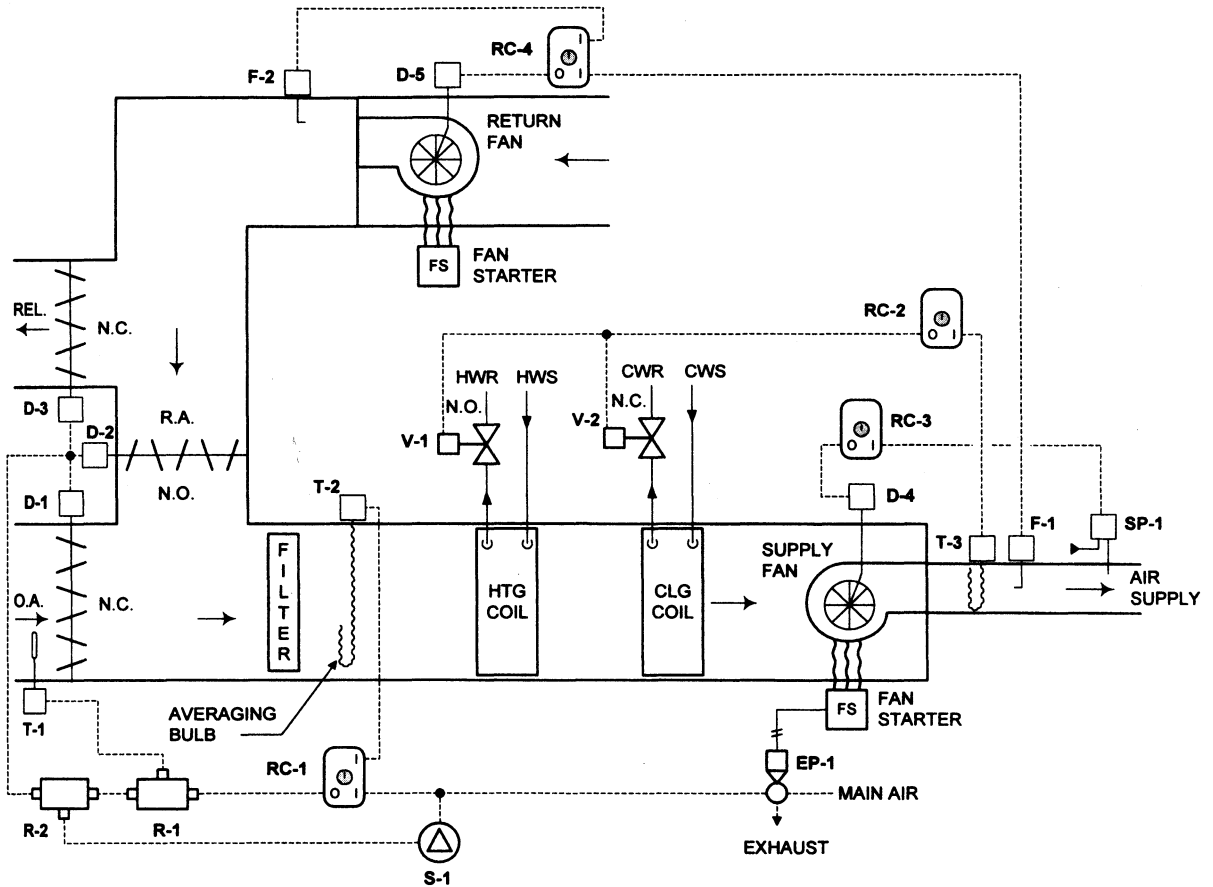 RC-4
I
O I
F-2
D-5
RETURN
FAN
FS
FAN
STARTER
REL.
N.C.
RC-2
O I
HWR HWS
CWR CWS
N.O.
N.C.
D-3
R.A.
D-2
V-1
V-2
I
O I
RC-3
N.O.
D-1
T-2
D-4
SUPPLY
FAN
T-3
F-1
SP-1
FILTER
O.A.
N.C.
HTG
COIL
CLG
COIL
AIR
SUPPLY
T-1
AVERAGING
BULB
FS
FAN
STARTER
RC-1
I
O I
EP-1
MAIN AIR
R-2
R-1
S-1
EXHAUST